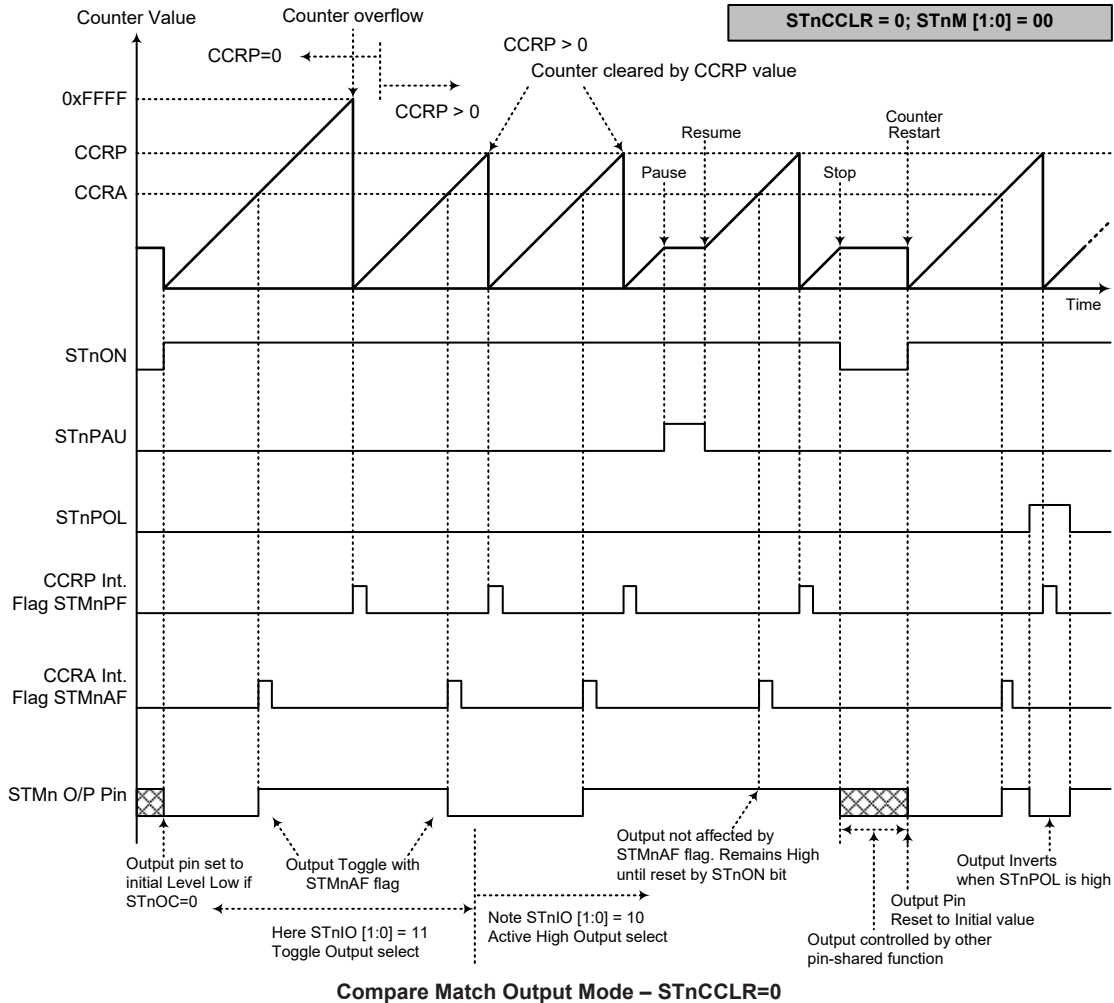 Counter Value
Counter overflow
STnCCLR = 0; STnM [1:0] = 00
CCRP=0
CCRP > 0
CCRP > 0
Counter cleared by CCRP value
0xFFFF
CCRP
CCRA
Pause
Resume
Stop
Counter
Restart
Time
STnON
STnPAU
STnPOL
CCRP Int.
Flag STMnPF
CCRA Int.
Flag STMnAF
STMn O/P Pin
Output pin set to
initial Level Low if
STnOC=0
Output Toggle with
STMnAF flag
Here STnIO [1:0] = 11
Toggle Output select
Note STnIO [1:0] = 10
Active High Output select
Output not affected by
STMnAF flag. Remains High
until reset by STnON bit
Output controlled by other
pin-shared function
Output Pin
Reset to Initial value
Output Inverts
when STnPOL is high
Compare Match Output Mode – STnCCLR=0